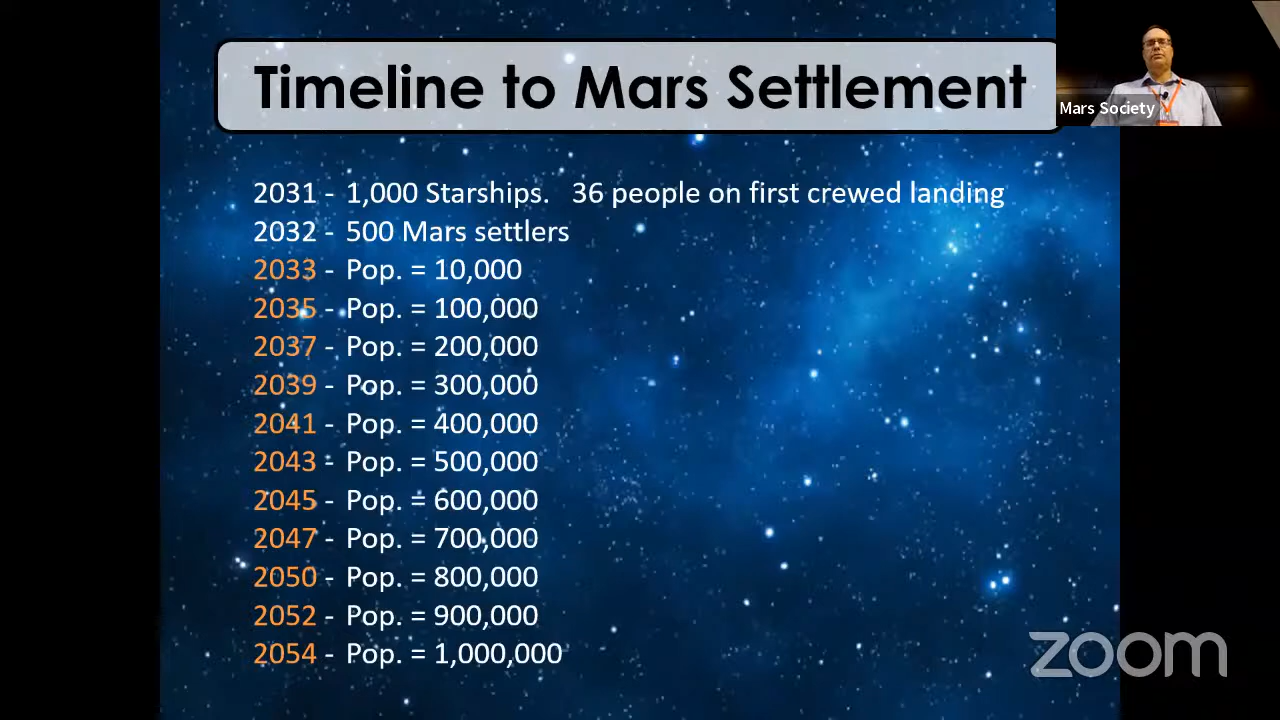 Timeline to Mars Settlement
Mars Society
2031 - 1,000 Starships. 36 people on first crewed landing
2032 - 500 Mars settlers
2033 - Pop. = 10,000
2035 - Pop. = 100,000
2037 - Pop. = 200,000
2039 - Pop. = 300,000
2041 - Pop. = 400,000
2043 - Pop. = 500,000
2045 - Pop. = 600,000
2047 - Pop. = 700,000
2050 - Pop. = 800,000
2052 - Pop. = 900,000
2054 - Pop. = 1,000,000
zoom